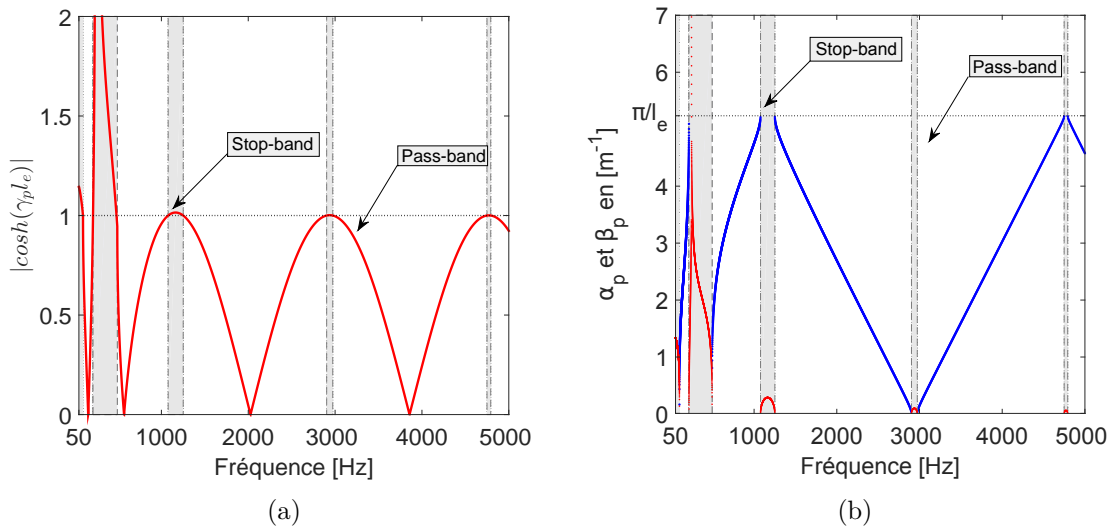 2
1.5
1
0.5
0
50
1000
2000
3000
4000
5000
|cosh(γ_p l_e)|
Fréquence [Hz]
Stop-band
Pass-band
(a)
7
6
π/l_e
5
4
3
2
1
0
50
1000
2000
3000
4000
5000
α_p et β_p en [m⁻¹]
Fréquence [Hz]
Stop-band
Pass-band
(b)